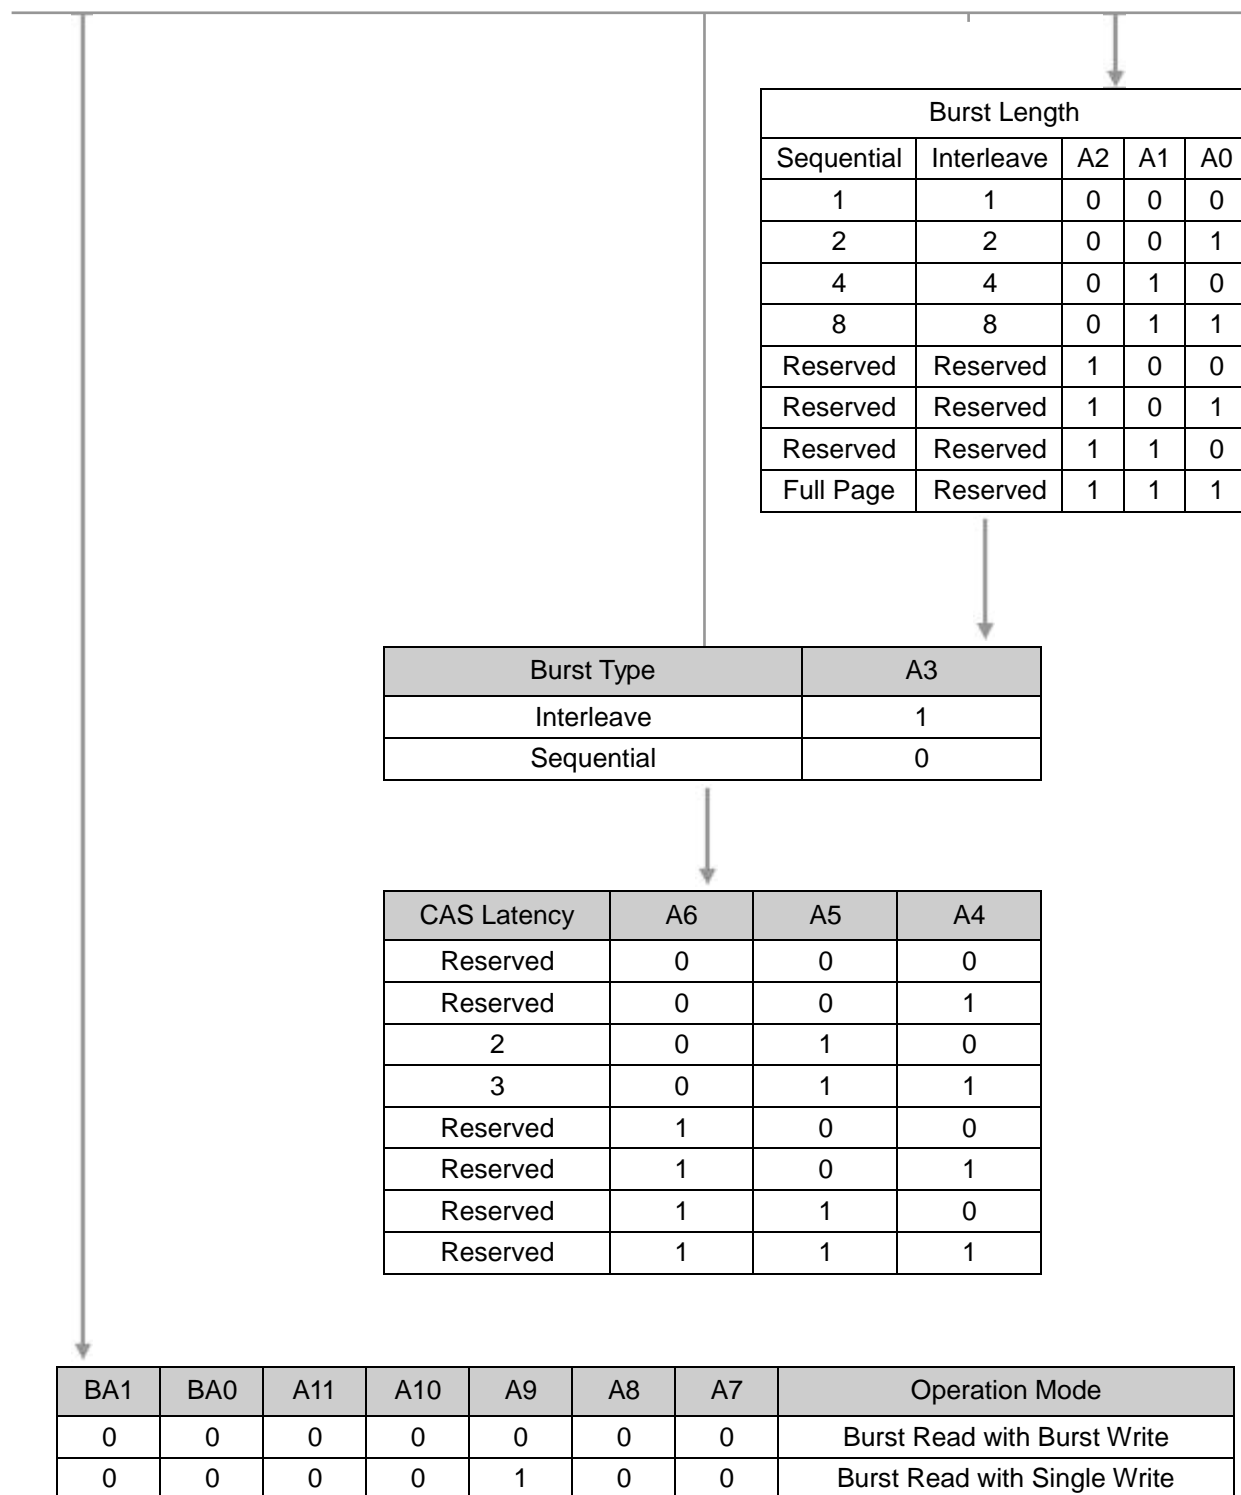 Burst Length
Sequential Interleave A2 A1 A0
1 1 0 0 0
2 2 0 0 1
4 4 0 1 0
8 8 0 1 1
Reserved Reserved 1 0 0
Reserved Reserved 1 0 1
Reserved Reserved 1 1 0
Full Page Reserved 1 1 1
Burst Type A3
Interleave 1
Sequential 0
CAS Latency A6 A5 A4
Reserved 0 0 0
Reserved 0 0 1
2 0 1 0
3 0 1 1
Reserved 1 0 0
Reserved 1 0 1
Reserved 1 1 0
Reserved 1 1 1
BA1 BA0 A11 A10 A9 A8 A7 Operation Mode
0 0 0 0 0 0 0 Burst Read with Burst Write
0 0 0 0 1 0 0 Burst Read with Single Write